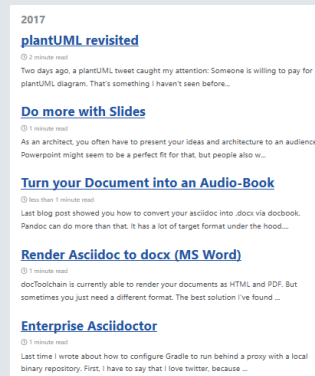 2017
plantUML revisited
2 minute read
Two days ago, a plantUML tweet caught my attention: Someone is willing to pay for
plantUML diagram. That's something I haven't seen before...
Do more with Slides
1 minute read
As an architect, you often have to present your ideas and architecture to an audience
Powerpoint might seem to be a perfect fit for that, but people also w...
Turn your Document into an Audio-Book
less than 1 minute read
Last blog post showed you how to convert your asciidoc into .docx via docbook.
Pandoc can do more than that. It has a lot of target format under the hood....
Render Asciidoc to docx (MS Word)
1 minute read
docToolchain is currently able to render your documents as HTML and PDF. But
sometimes you just need a different format. The best solution I've found ...
Enterprise Asciidoctor
1 minute read
Last time I wrote about how to configure Gradle to run behind a proxy with a local
binary repository. First, I have to say that I love twitter, because ...